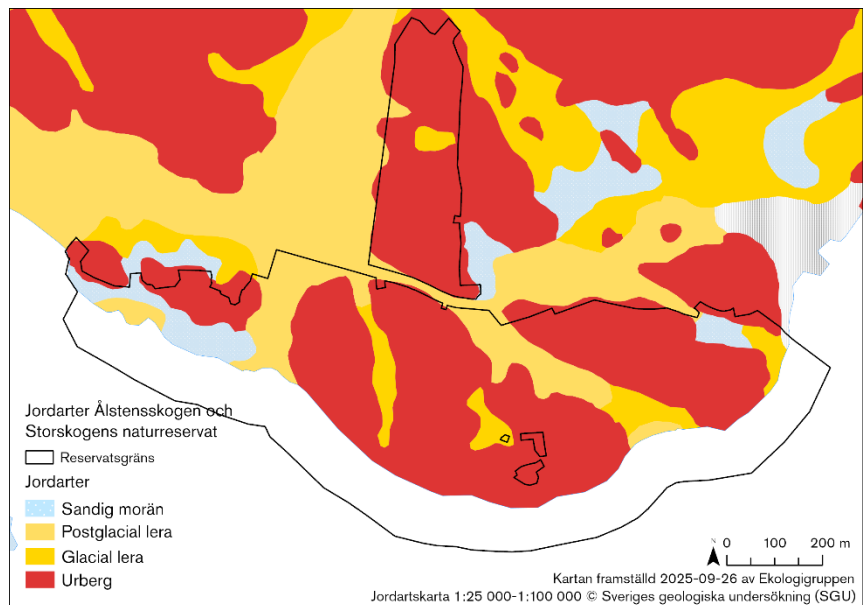 Jordarter Ålstensskogen och
Storskogens naturreservat
Reservatsgräns
Jordarter
Sandig morän
Postglacial lera
Glacial lera
Urberg
N
0 100 200 m
Kartan framställd 2025-09-26 av Ekologigruppen
Jordartskarta 1:25 000-1:100 000 © Sveriges geologiska undersökning (SGU)